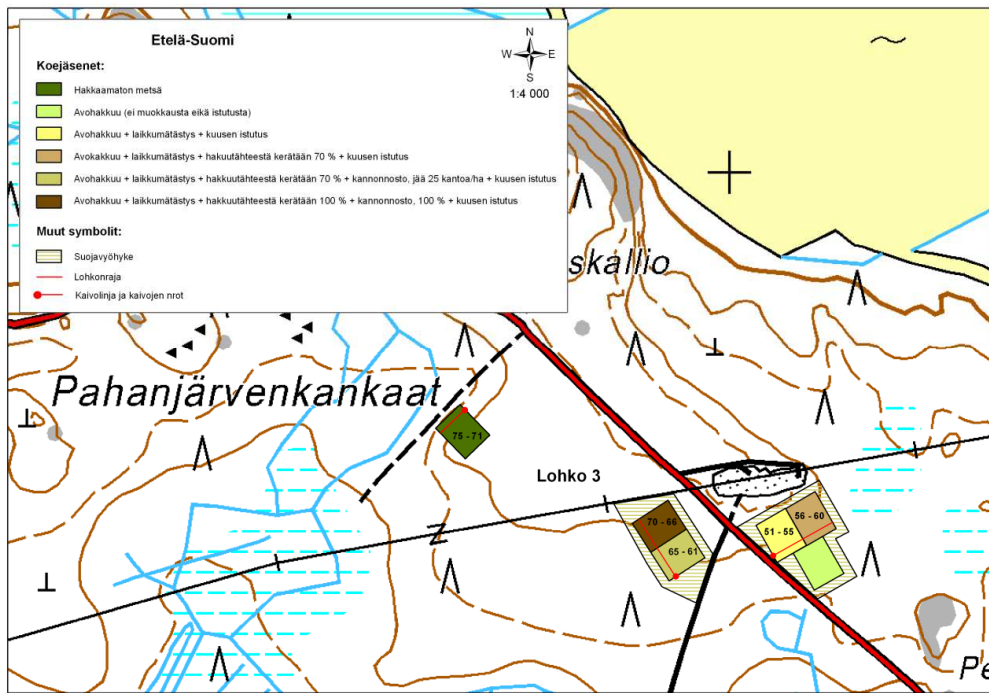 Etelä-Suomi
N
W E
S
1:4 000
Koejäsenet:
Hakkaamaton metsä
Avohakkuu (ei muokkausta eikä istutusta)
Avohakkuu + laikkumätästys + kuusen istutus
Avokakkuu + laikkumätästys + hakuutähteestä kerätään 70 % + kuusen istutus
Avohakkuu + laikkumätästys + hakkuutähteestä kerätään 70 % + kannonnosto, jää 25 kantoa/ha + kuusen istutus
Avohakkuu + laikkumätästys + hakkuutähteestä kerätään 100 % + kannonnosto, 100 % + kuusen istutus
Muut symbolit:
Suojavyöhyke
Lohkonraja
Kaivolinja ja kaivojen nrot
skallio
Pahanjärvenkankaat
75 - 71
Lohko 3
70 - 66
65 - 61
51 - 55
56 - 60
Pe